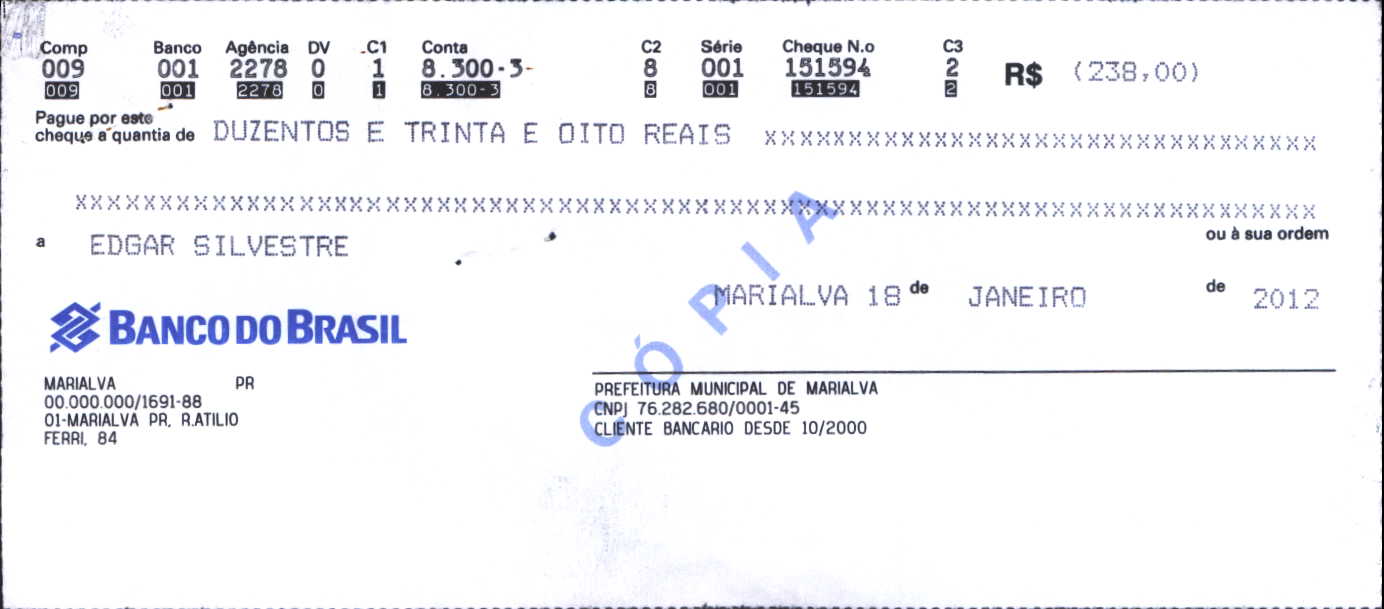 Comp Banco Agência DV C1 Conta C2 Série Cheque N.o C3
009 001 2278 0 1 8.300-3 8 001 151594 2 R$ (238,00)
009 001 2278 0 1 8.300-3 8 001 151594 2
Pague por este
cheque a quantia de DUZENTOS E TRINTA E OITO REAIS XXXXXXXXXXXXXXXXXXXXXXXXXXXXXXXXX
XXXXXXXXXXXXXXXXXXXXXXXXXXXXXXXXXXXXXXXXXXXXXXXXXXXXXXXXXXXXXXXXXXXXXXXX
a EDGAR SILVESTRE ou à sua ordem
MARIALVA 18 de JANEIRO de 2012
BANCO DO BRASIL
CÓPIA
MARIALVA PR
00.000.000/1691-88
01-MARIALVA PR, R.ATILIO
FERRI, 84
PREFEITURA MUNICIPAL DE MARIALVA
CNPJ 76.282.680/0001-45
CLIENTE BANCARIO DESDE 10/2000